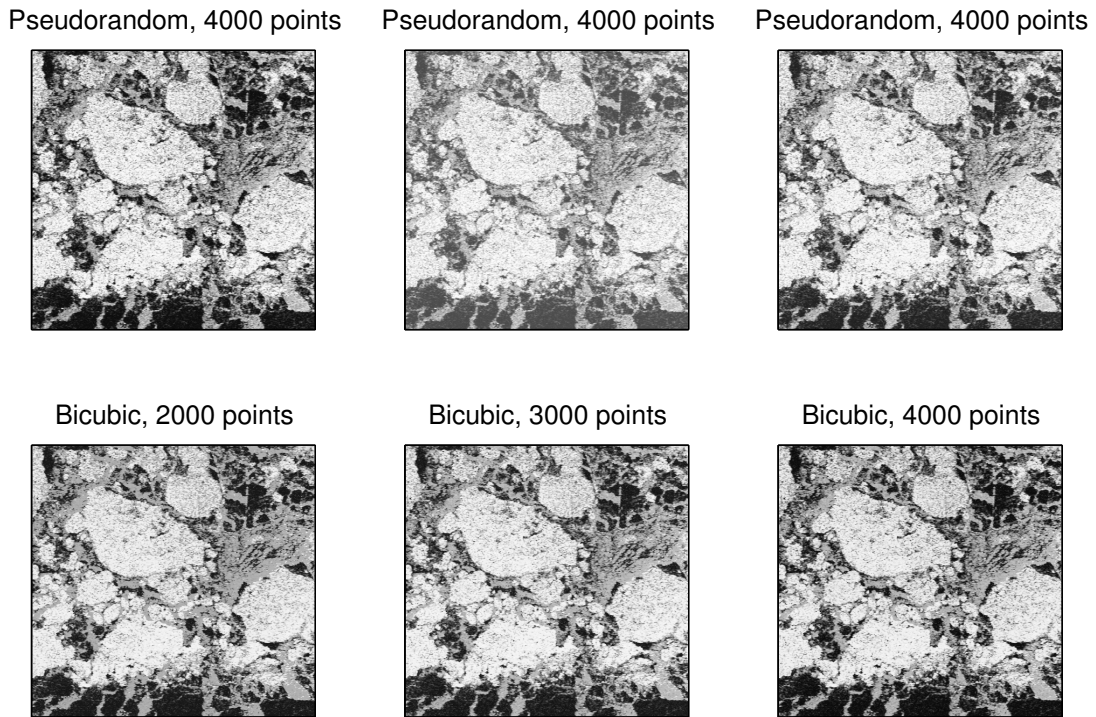 Pseudorandom, 4000 points
Pseudorandom, 4000 points
Pseudorandom, 4000 points
Bicubic, 2000 points
Bicubic, 3000 points
Bicubic, 4000 points